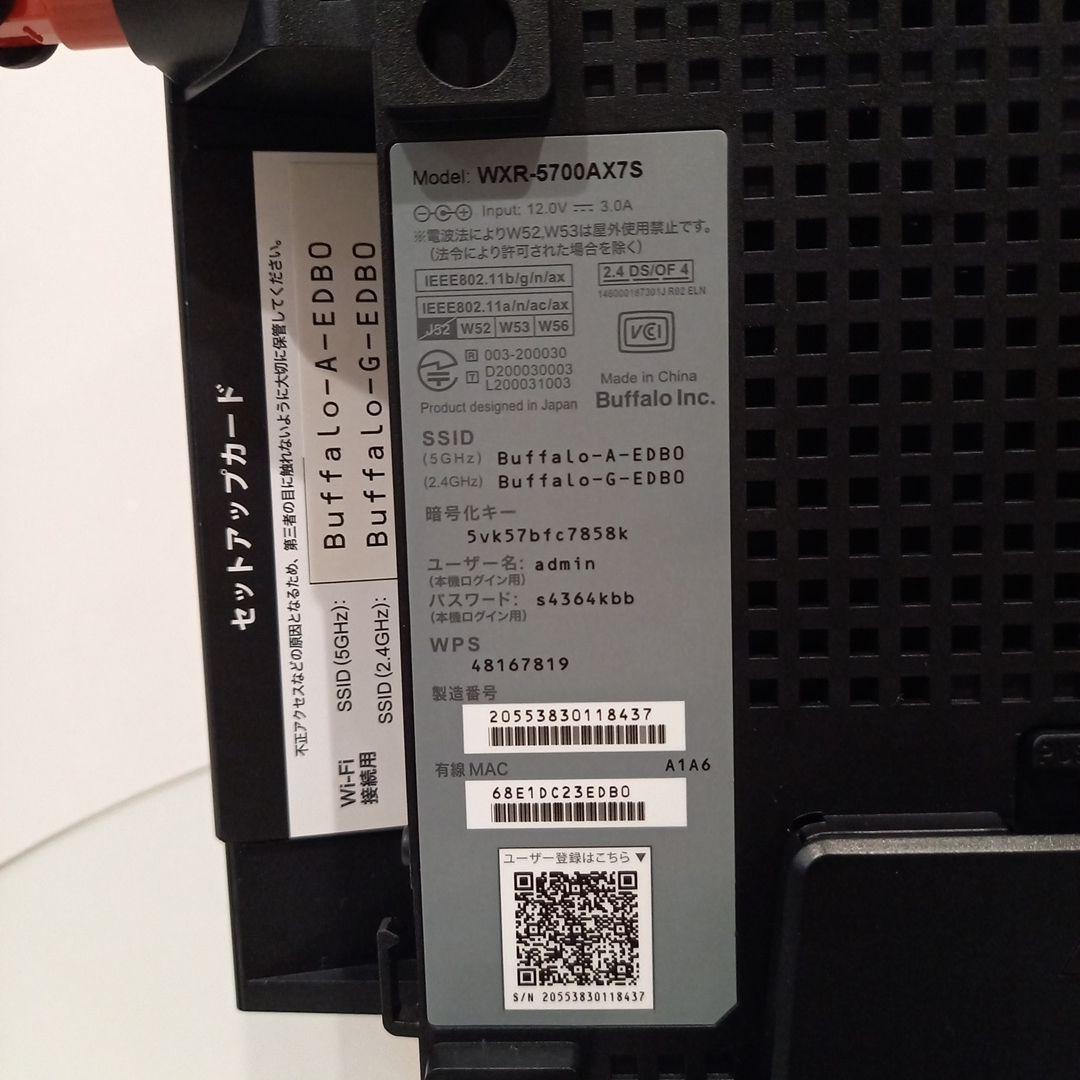 Model: WXR-5700AX7S
Input: 12.0V 3.0A
※電波法によりW52,W53は屋外使用禁止です。
(法令により許可された場合を除く)
IEEE802.11b/g/n/ax
2.4 DS/OF 4
IEEE802.11a/n/ac/ax
146000167301J R02 ELN
J52 W52 W53 W56
VCI
R 003-200030
T D200030003
L200031003
Made in China
Product designed in Japan
Buffalo Inc.
SSID
(5GHz) Buffalo-A-EDB0
(2.4GHz) Buffalo-G-EDB0
暗号化キー
5vk57bfc7858k
ユーザー名: admin
(本機ログイン用)
パスワード: s4364kbb
(本機ログイン用)
WPS
48167819
製造番号
20553830118437
有線MAC A1A6
68E1DC23EDB0
ユーザー登録はこちら▼
S/N 20553830118437
セットアップカード
不正アクセスなどの原因となるため、第三者の目に触れないように大切に保管してください。
Wi-Fi
接続用
SSID(5GHz): Buffalo-A-EDB0
SSID(2.4GHz): Buffalo-G-EDB0